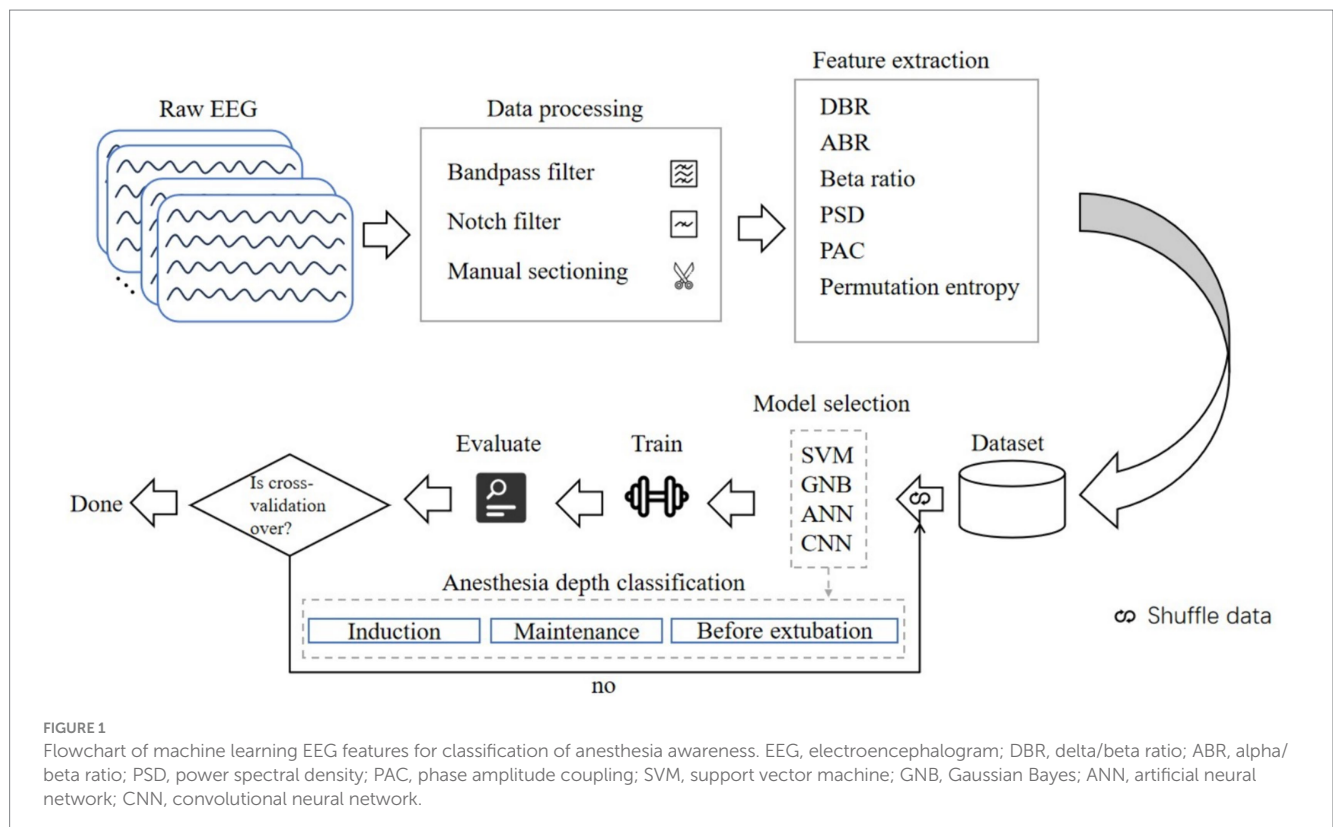 Raw EEG
Data processing
Bandpass filter
Notch filter
Manual sectioning
Feature extraction
DBR
ABR
Beta ratio
PSD
PAC
Permutation entropy
Dataset
Model selection
SVM
GNB
ANN
CNN
Train
Evaluate
Is cross-
validation
over?
Done
Anesthesia depth classification
Induction
Maintenance
Before extubation
no
Shuffle data
FIGURE 1
Flowchart of machine learning EEG features for classification of anesthesia awareness. EEG, electroencephalogram; DBR, delta/beta ratio; ABR, alpha/
beta ratio; PSD, power spectral density; PAC, phase amplitude coupling; SVM, support vector machine; GNB, Gaussian Bayes; ANN, artificial neural
network; CNN, convolutional neural network.